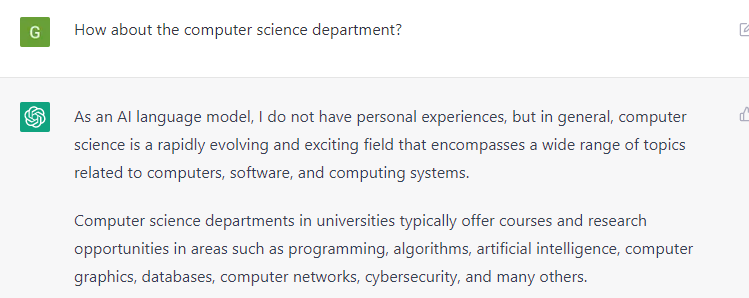 G
How about the computer science department?
As an AI language model, I do not have personal experiences, but in general, computer
science is a rapidly evolving and exciting field that encompasses a wide range of topics
related to computers, software, and computing systems.
Computer science departments in universities typically offer courses and research
opportunities in areas such as programming, algorithms, artificial intelligence, computer
graphics, databases, computer networks, cybersecurity, and many others.